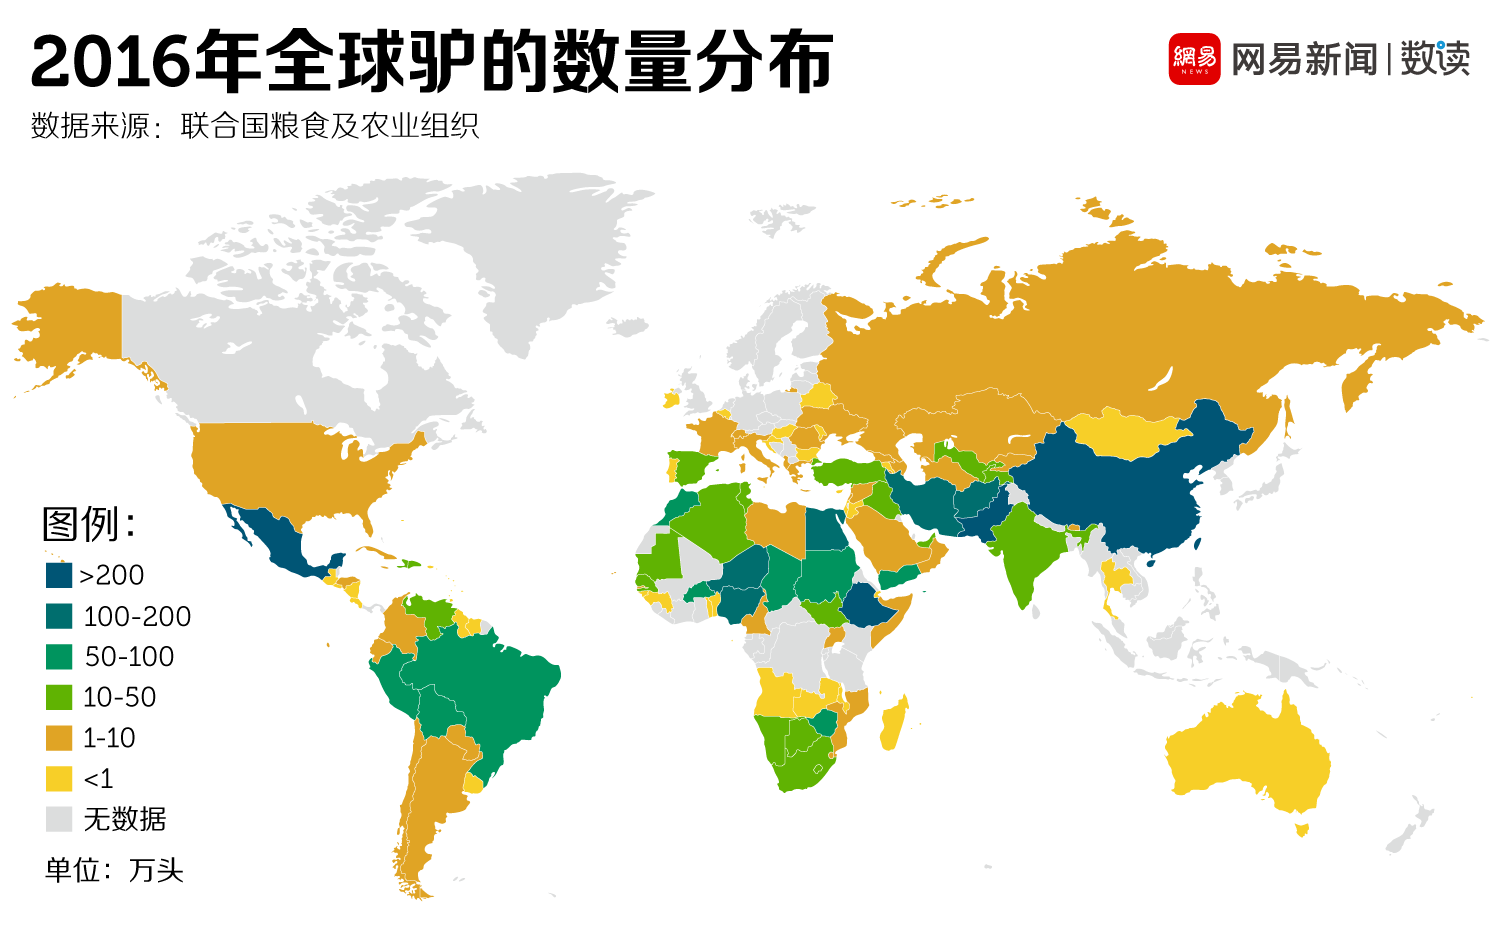 2016年全球驴的数量分布
網易
NEWS
网易新闻 | 数读
数据来源：联合国粮食及农业组织
图例：
>200
100-200
50-100
10-50
1-10
<1
无数据
单位：万头